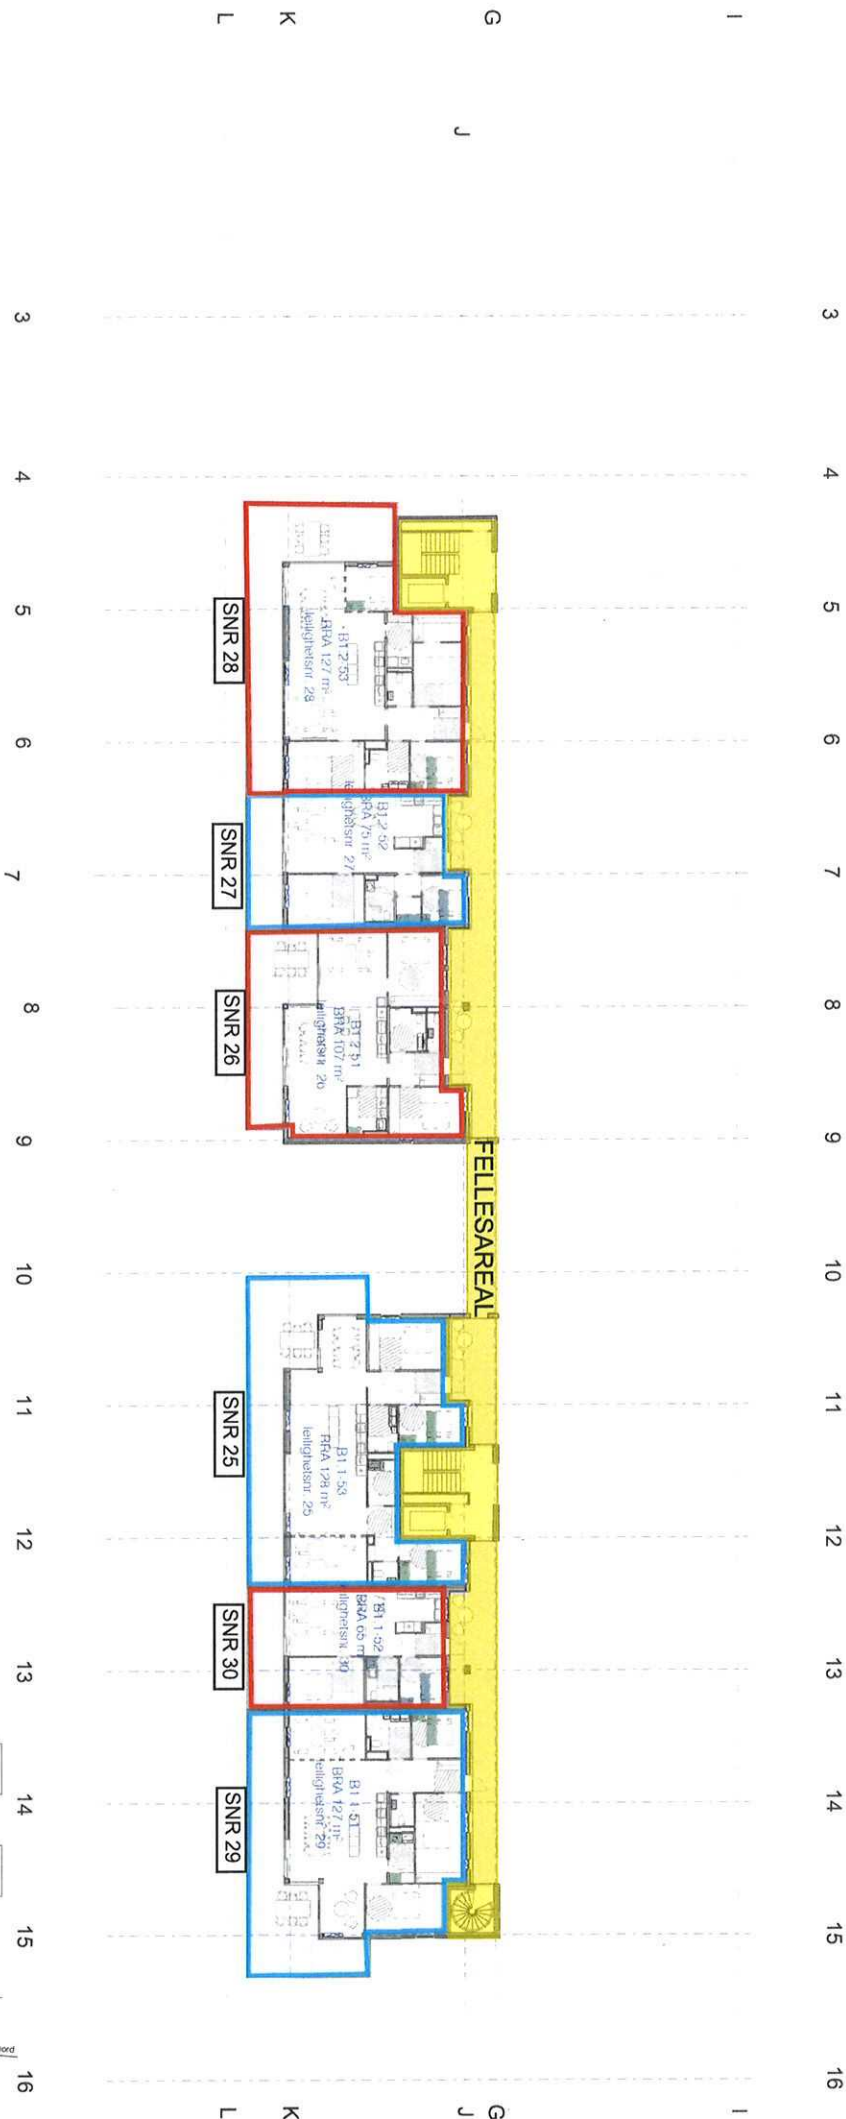 L
K
G
I
J
3
3
4
4
5
5
6
6
7
7
8
8
9
9
10
10
11
11
12
12
13
13
14
14
15
15
16
16
SNR 28
B1.2-53
BRA 127 m²
leilighetsnr. 28
SNR 27
B1.2-52
BRA 75 m²
leilighetsnr. 27
SNR 26
B1.2-51
BRA 107 m²
leilighetsnr. 26
FELLESAREAL
SNR 25
B1.1-53
BRA 128 m²
leilighetsnr. 25
SNR 30
B1.1-52
BRA 65 m
leilighetsnr. 30
SNR 29
B1.1-51
BRA 127 m²
leilighetsnr. 29
L
K
J
G
I